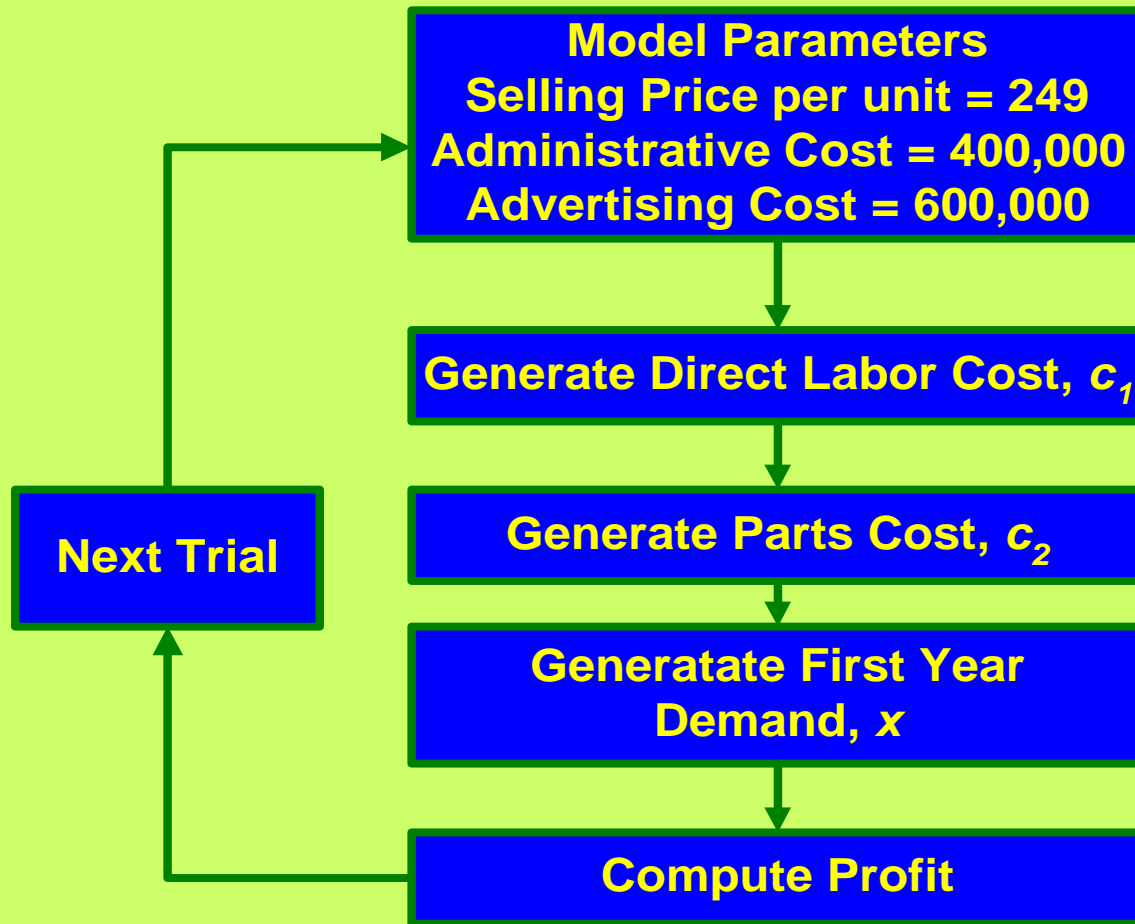 Model Parameters
Selling Price per unit = 249
Administrative Cost = 400,000
Advertising Cost = 600,000
Generate Direct Labor Cost, c₁
Generate Parts Cost, c₂
Next Trial
Generatate First Year
Demand, x
Compute Profit